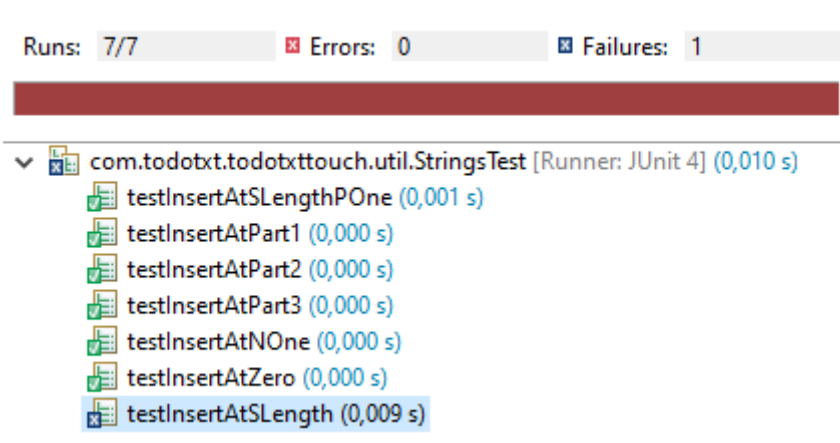 Runs: 7/7 Errors: 0 Failures: 1
com.todotxt.todotxttouch.util.StringsTest [Runner: JUnit 4] (0,010 s)
testInsertAtSLengthPOne (0,001 s)
testInsertAtPart1 (0,000 s)
testInsertAtPart2 (0,000 s)
testInsertAtPart3 (0,000 s)
testInsertAtNOne (0,000 s)
testInsertAtZero (0,000 s)
testInsertAtSLength (0,009 s)